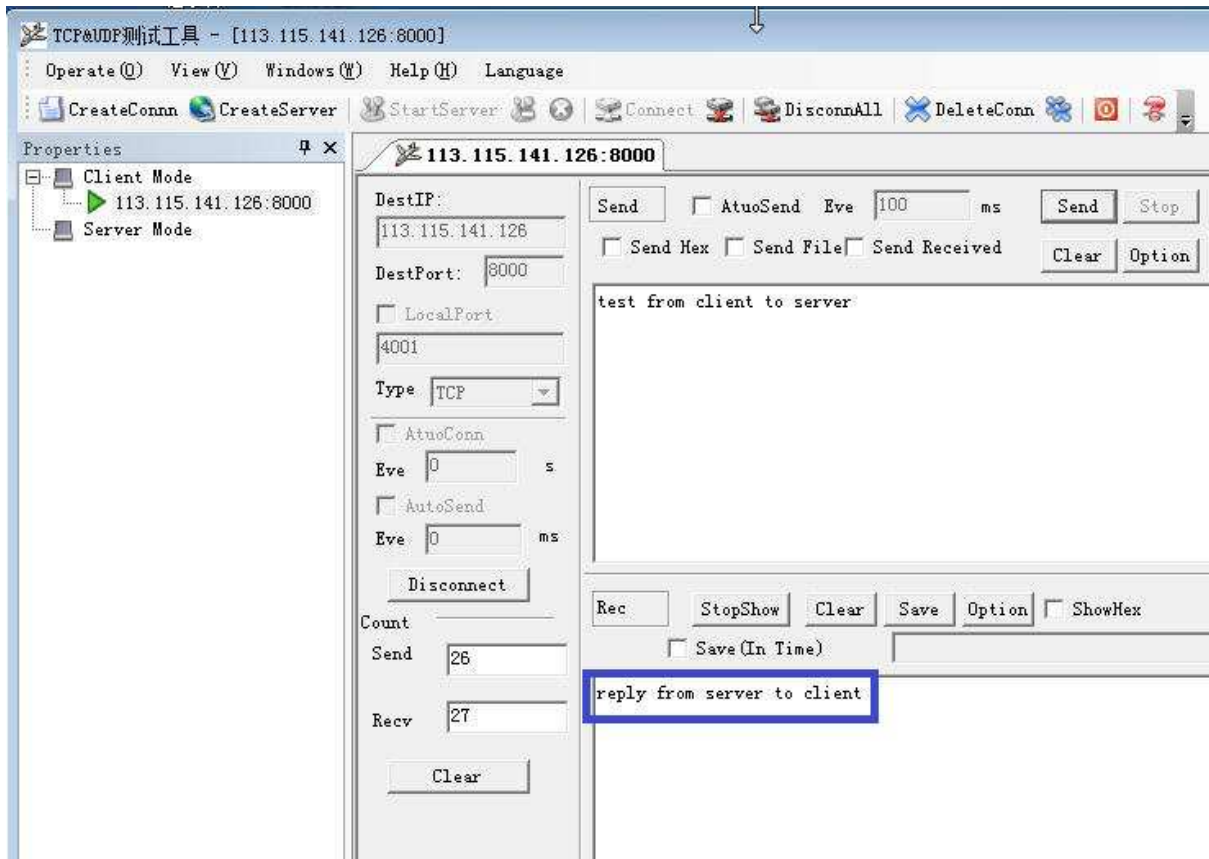 TCP&UDP测试工具 - [113.115.141.126:8000]
Operate(O) View(V) Windows(W) Help(H) Language
CreateConnn CreateServer StartServer Connect DisconnAll DeleteConn
Properties
Client Mode
113.115.141.126:8000
Server Mode
113.115.141.126:8000
DestIP:
113.115.141.126
DestPort: 8000
LocalPort
4001
Type TCP
AtuoConn
Eve 0 s
AutoSend
Eve 0 ms
Disconnect
Count
Send 26
Recv 27
Clear
Send AtuoSend Eve 100 ms Send Stop
Send Hex Send File Send Received Clear Option
test from client to server
Rec StopShow Clear Save Option ShowHex
Save(In Time)
reply from server to client